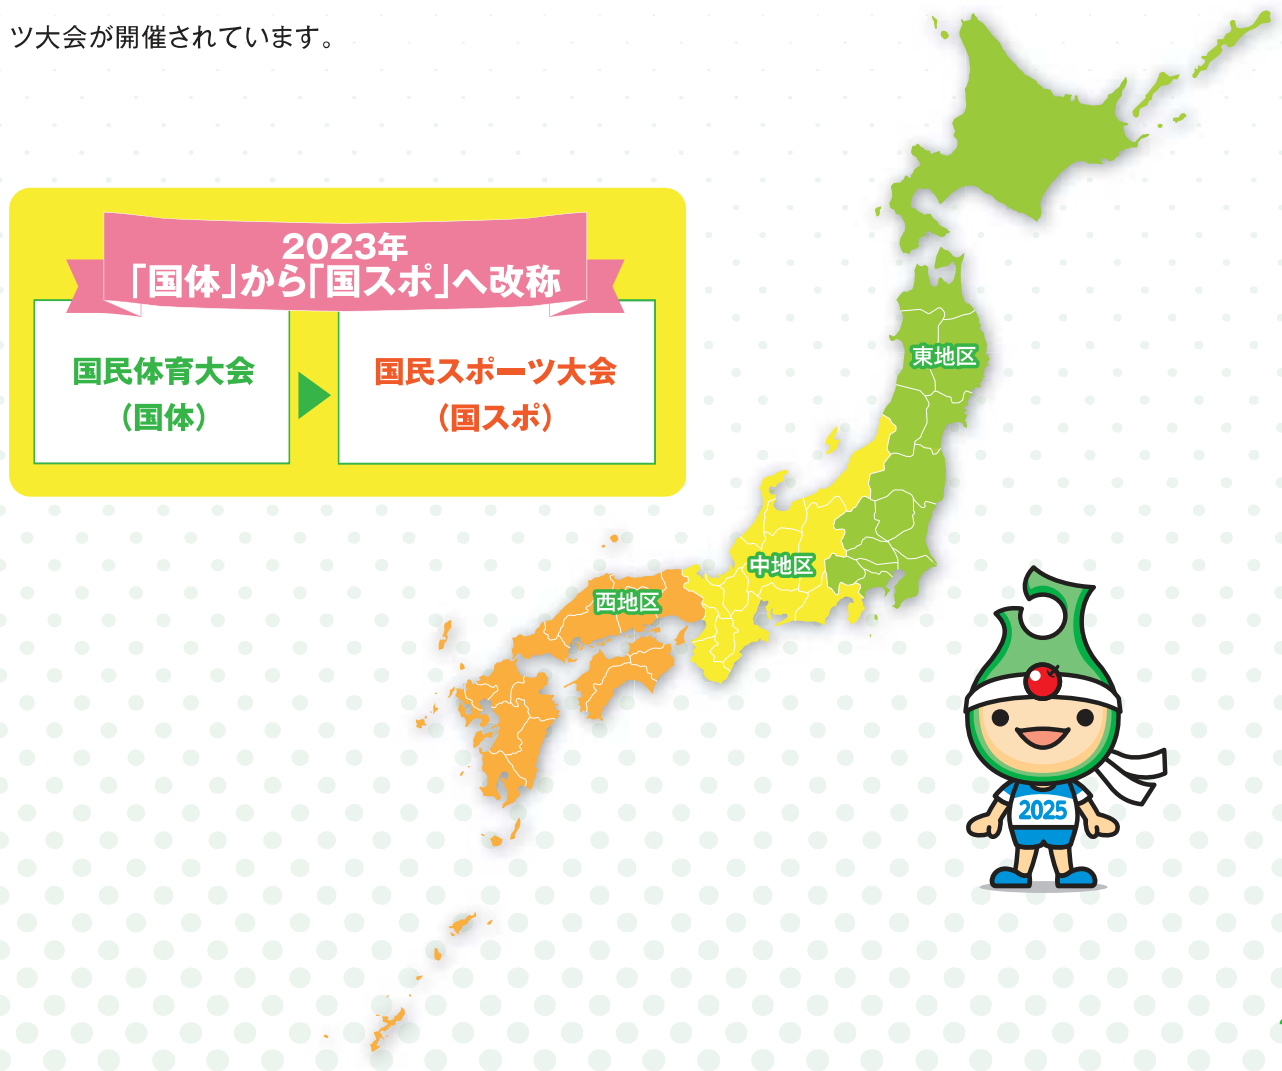 ツ大会が開催されています。
2023年
「国体」から「国スポ」へ改称
国民体育大会
（国体）
国民スポーツ大会
（国スポ）
東地区
中地区
西地区
2025